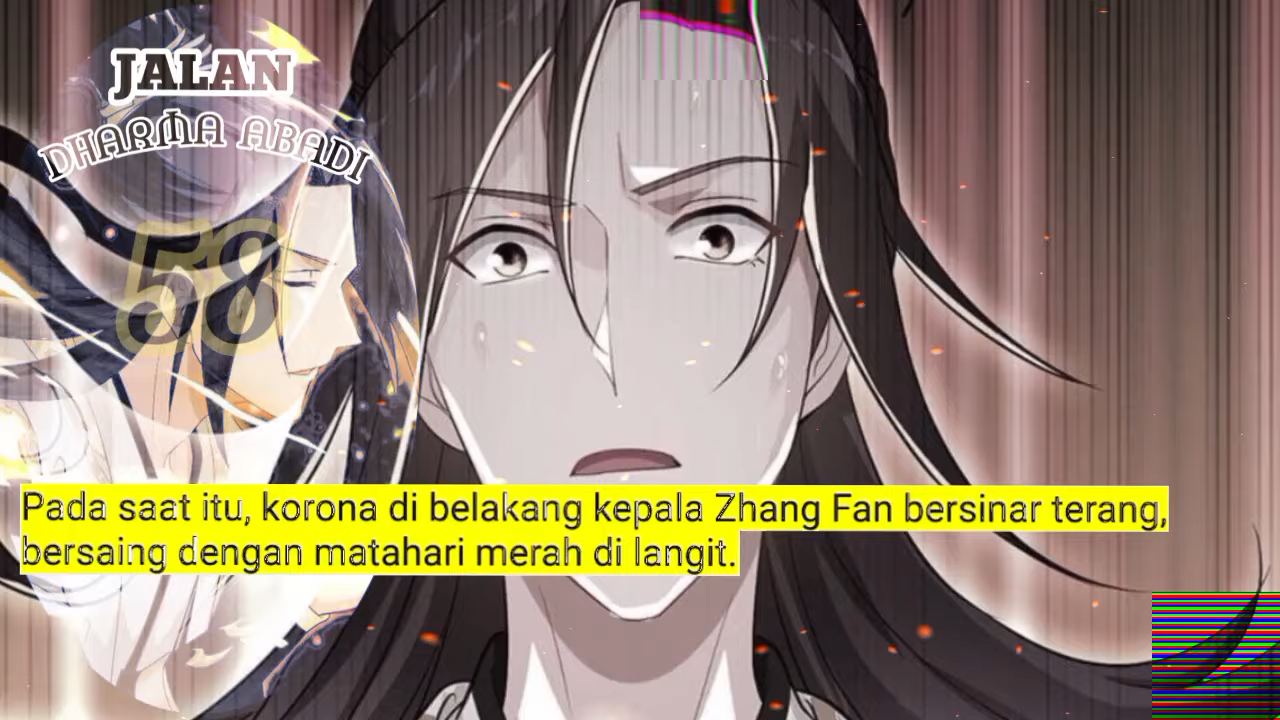 JALAN
DHARMA ABADI
58
Pada saat itu, korona di belakang kepala Zhang Fan bersinar terang,
bersaing dengan matahari merah di langit.